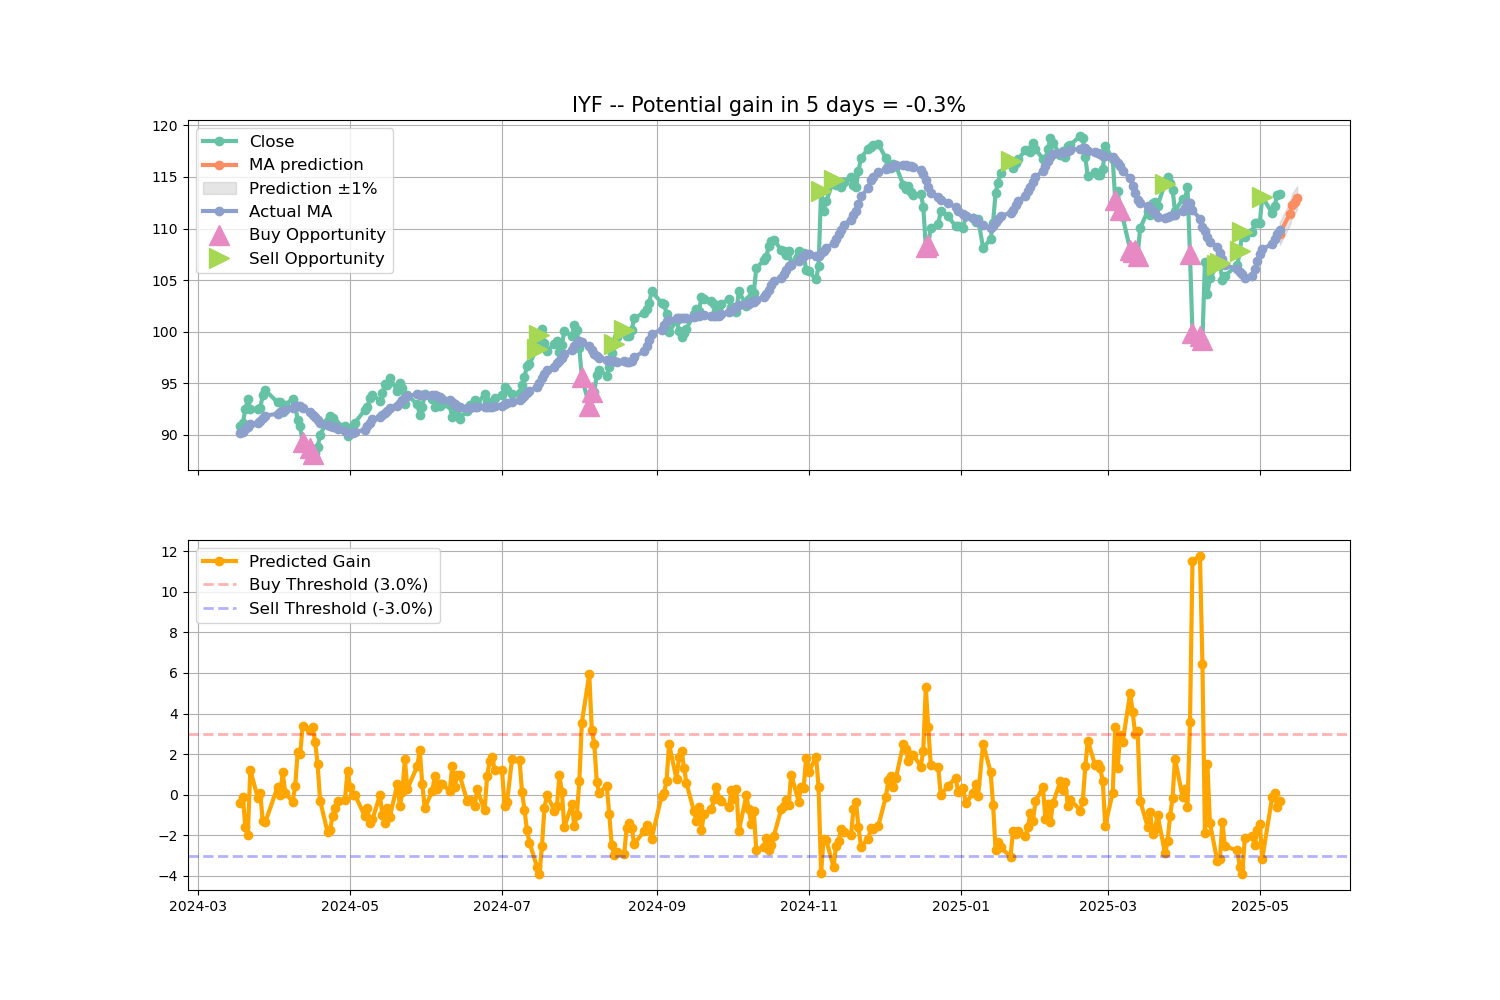 IYF -- Potential gain in 5 days = -0.3%
120
115
110
105
100
95
90
Close
MA prediction
Prediction ±1%
Actual MA
Buy Opportunity
Sell Opportunity
12
10
8
6
4
2
0
−2
−4
Predicted Gain
Buy Threshold (3.0%)
Sell Threshold (-3.0%)
2024-03
2024-05
2024-07
2024-09
2024-11
2025-01
2025-03
2025-05